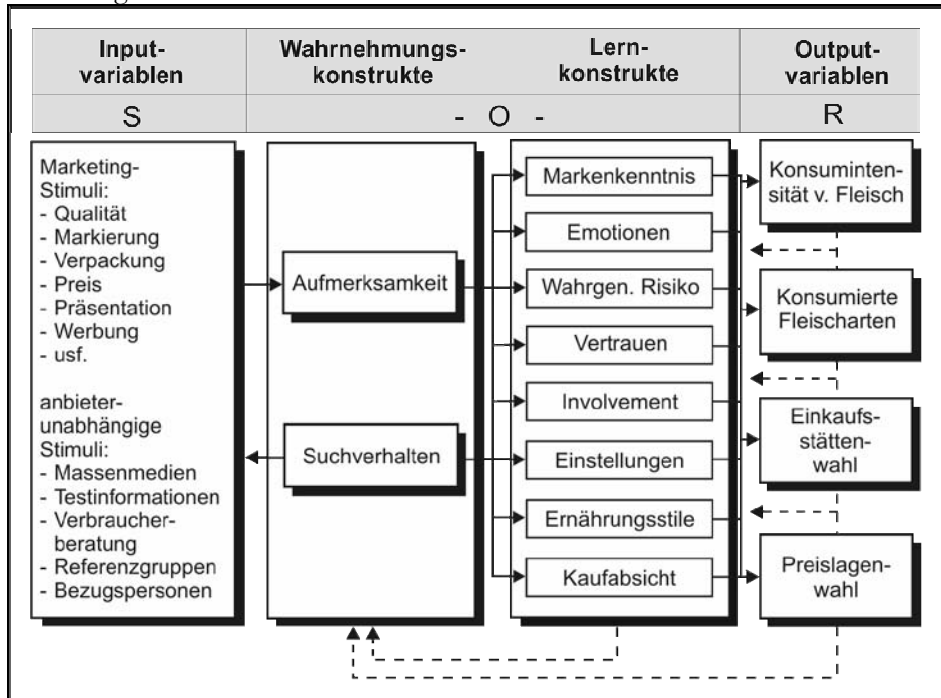 Input-
variablen
Wahrnehmungs-
konstrukte
Lern-
konstrukte
Output-
variablen
S
- O -
R
Marketing-
Stimuli:
- Qualität
- Markierung
- Verpackung
- Preis
- Präsentation
- Werbung
- usf.
anbieter-
unabhängige
Stimuli:
- Massenmedien
- Testinformationen
- Verbraucher-
beratung
- Referenzgruppen
- Bezugspersonen
Aufmerksamkeit
Suchverhalten
Markenkenntnis
Emotionen
Wahrgen. Risiko
Vertrauen
Involvement
Einstellungen
Ernährungsstile
Kaufabsicht
Konsuminten-
sität v. Fleisch
Konsumierte
Fleischarten
Einkaufs-
stätten-
wahl
Preislagen-
wahl